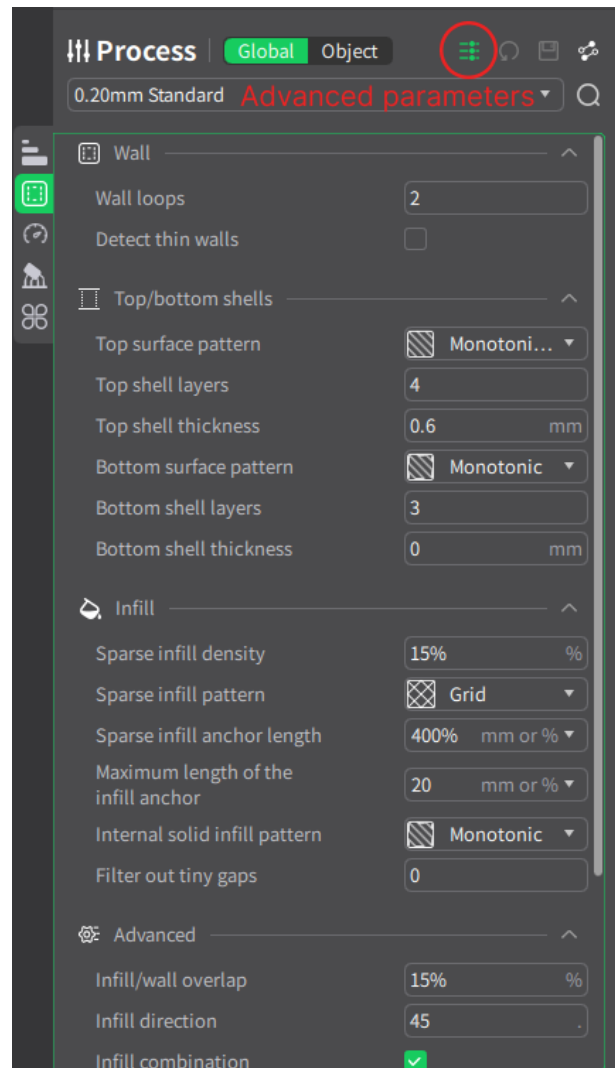 Process Global Object
0.20mm Standard Advanced parameters
Wall
Wall loops 2
Detect thin walls
Top/bottom shells
Top surface pattern Monotoni...
Top shell layers 4
Top shell thickness 0.6 mm
Bottom surface pattern Monotonic
Bottom shell layers 3
Bottom shell thickness 0 mm
Infill
Sparse infill density 15% %
Sparse infill pattern Grid
Sparse infill anchor length 400% mm or %
Maximum length of the
infill anchor 20 mm or %
Internal solid infill pattern Monotonic
Filter out tiny gaps 0
Advanced
Infill/wall overlap 15% %
Infill direction 45 .
Infill combination